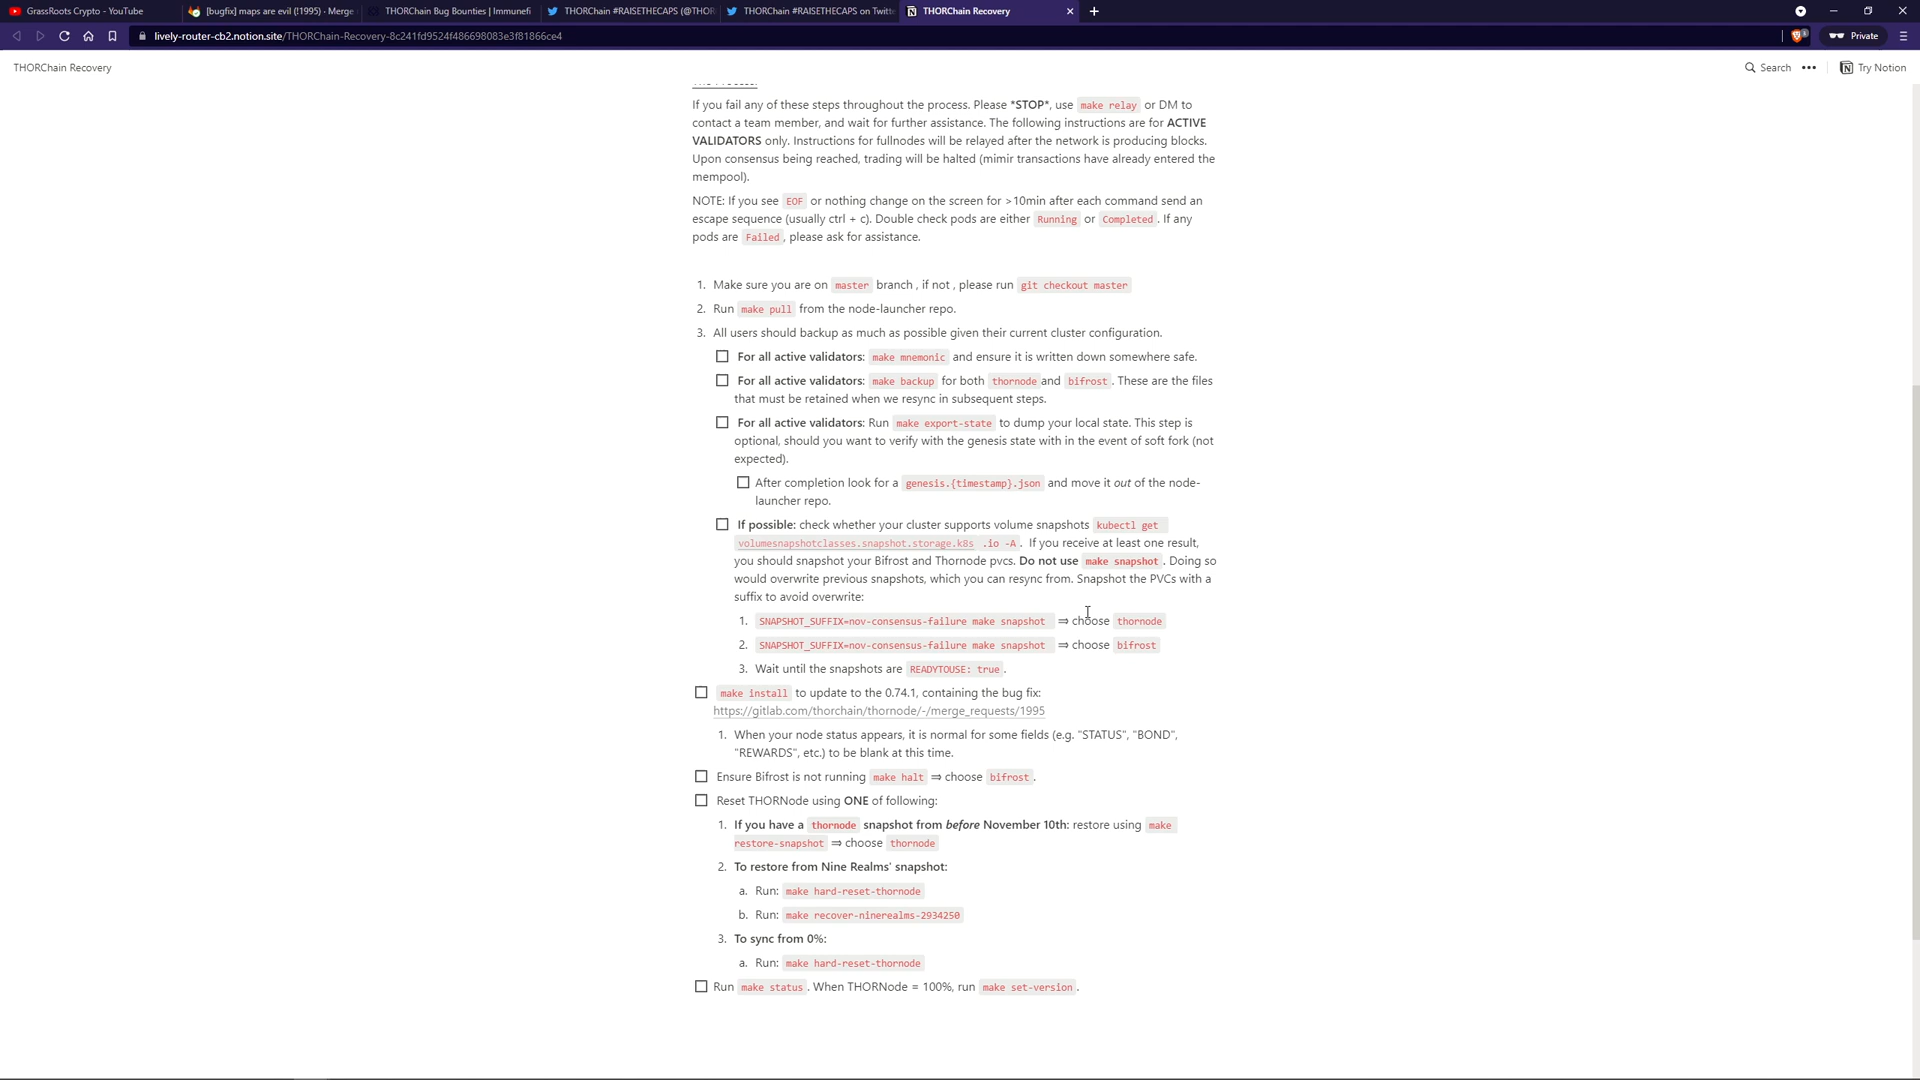 GrassRoots Crypto - YouTube
[bugfix] maps are evil (!1995) · Merge
THORChain Bug Bounties | Immunefi
THORChain #RAISETHECAPS (@THOR
THORChain #RAISETHECAPS on Twitte
THORChain Recovery
lively-router-cb2.notion.site/THORChain-Recovery-8c241fd9524f486698083e3f81866ce4
Private
THORChain Recovery
Search
Try Notion
If you fail any of these steps throughout the process. Please *STOP*, use make relay or DM to
contact a team member, and wait for further assistance. The following instructions are for ACTIVE
VALIDATORS only. Instructions for fullnodes will be relayed after the network is producing blocks.
Upon consensus being reached, trading will be halted (mimir transactions have already entered the
mempool).
NOTE: If you see EOF or nothing change on the screen for >10min after each command send an
escape sequence (usually ctrl + c). Double check pods are either Running or Completed. If any
pods are Failed, please ask for assistance.
1. Make sure you are on master branch , if not , please run git checkout master
2. Run make pull from the node-launcher repo.
3. All users should backup as much as possible given their current cluster configuration.
For all active validators: make mnemonic and ensure it is written down somewhere safe.
For all active validators: make backup for both thornode and bifrost. These are the files
that must be retained when we resync in subsequent steps.
For all active validators: Run make export-state to dump your local state. This step is
optional, should you want to verify with the genesis state with in the event of soft fork (not
expected).
After completion look for a genesis.{timestamp}.json and move it out of the node-
launcher repo.
If possible: check whether your cluster supports volume snapshots kubectl get
volumesnapshotclasses.snapshot.storage.k8s .io -A. If you receive at least one result,
you should snapshot your Bifrost and Thornode pvcs. Do not use make snapshot. Doing so
would overwrite previous snapshots, which you can resync from. Snapshot the PVCs with a
suffix to avoid overwrite:
1. SNAPSHOT_SUFFIX=nov-consensus-failure make snapshot ⇒ choose thornode
2. SNAPSHOT_SUFFIX=nov-consensus-failure make snapshot ⇒ choose bifrost
3. Wait until the snapshots are READYTOUSE: true.
make install to update to the 0.74.1, containing the bug fix:
https://gitlab.com/thorchain/thornode/-/merge_requests/1995
1. When your node status appears, it is normal for some fields (e.g. "STATUS", "BOND",
"REWARDS", etc.) to be blank at this time.
Ensure Bifrost is not running make halt ⇒ choose bifrost.
Reset THORNode using ONE of following:
1. If you have a thornode snapshot from before November 10th: restore using make
restore-snapshot ⇒ choose thornode
2. To restore from Nine Realms' snapshot:
a. Run: make hard-reset-thornode
b. Run: make recover-ninerealms-2934250
3. To sync from 0%:
a. Run: make hard-reset-thornode
Run make status. When THORNode = 100%, run make set-version.